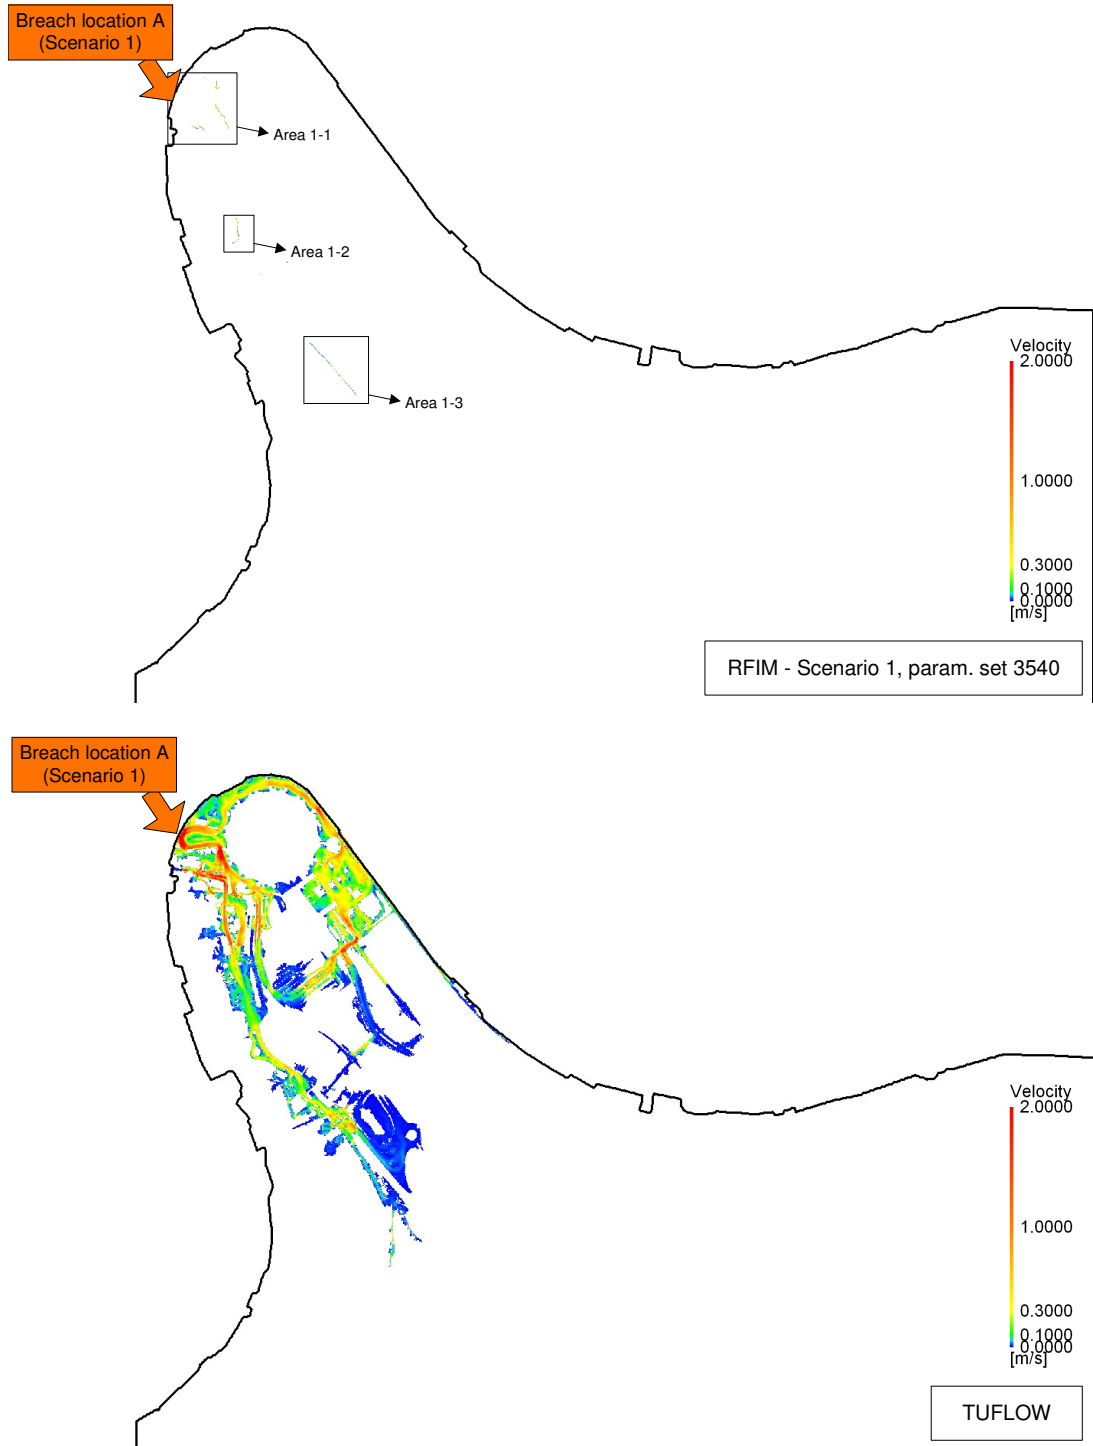 Breach location A
(Scenario 1)
Area 1-1
Area 1-2
Area 1-3
Velocity
2.0000
1.0000
0.3000
0.1000
0.0000
[m/s]
RFIM - Scenario 1, param. set 3540
Breach location A
(Scenario 1)
Velocity
2.0000
1.0000
0.3000
0.1000
0.0000
[m/s]
TUFLOW